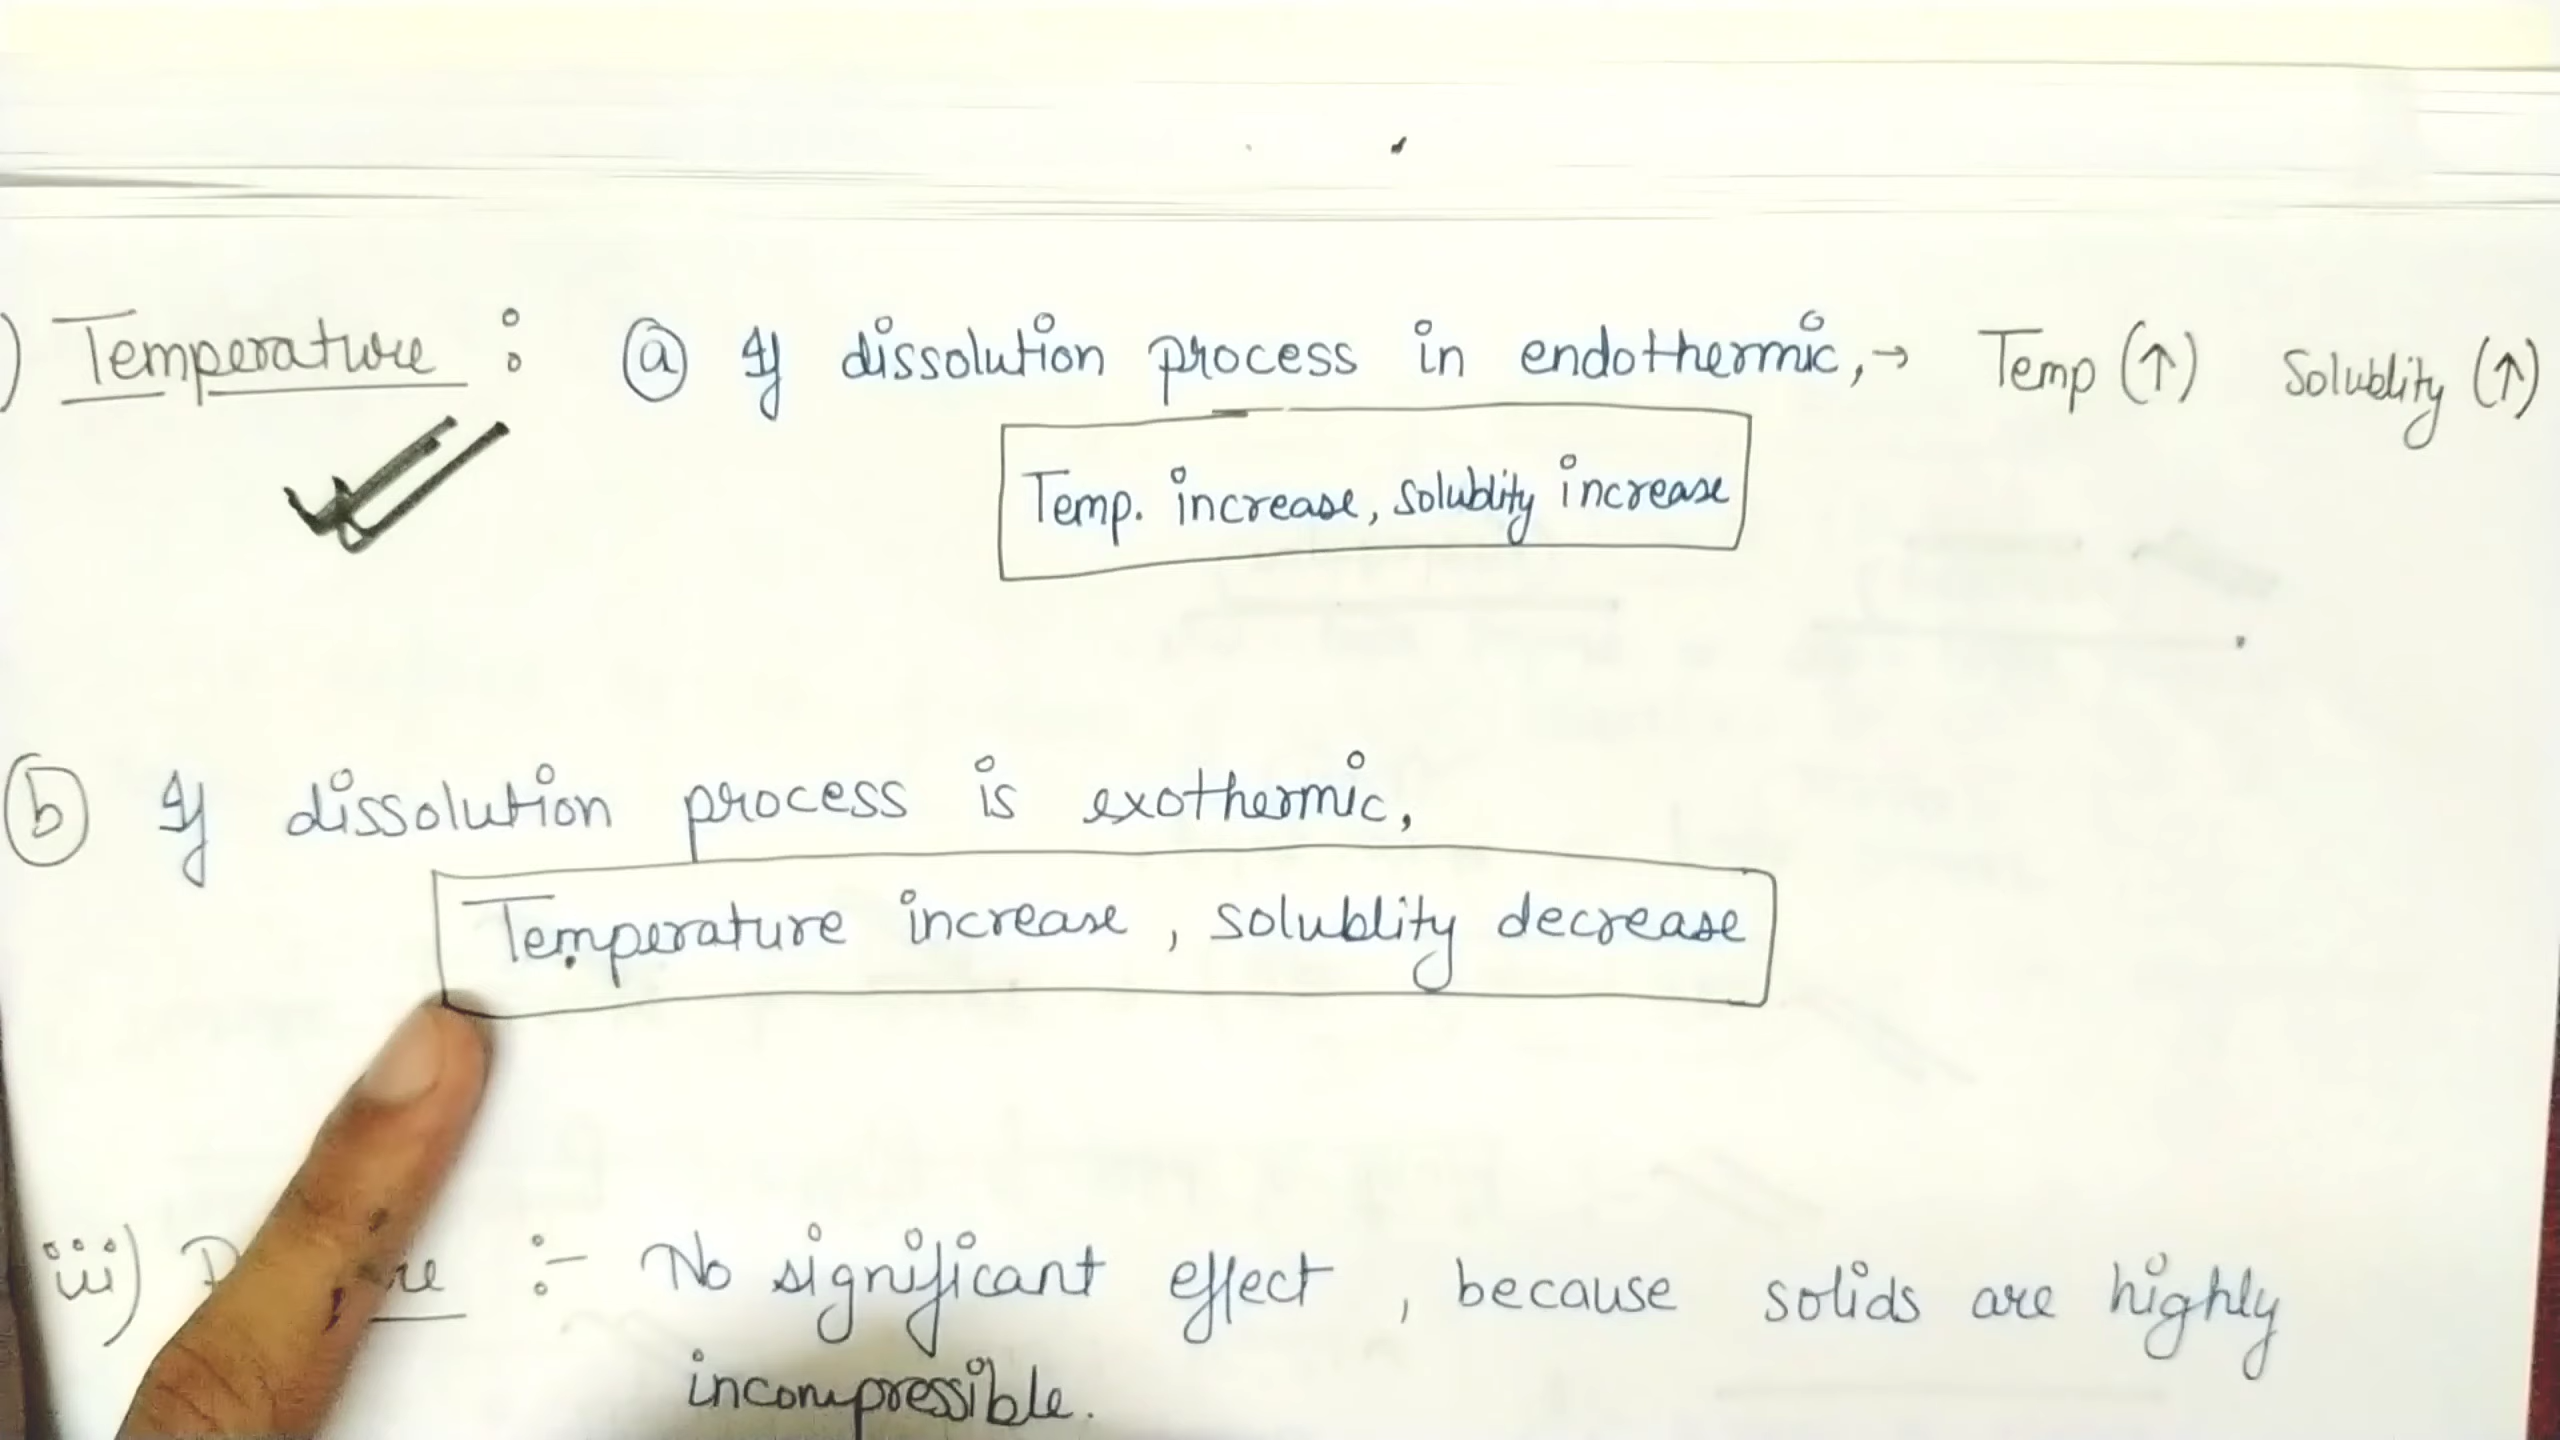 ) Temperature : (a) If dissolution process in endothermic, → Temp (↑) Solublity (↑)
Temp. increase, solublity increase
(b) If dissolution process is exothermic,
Temperature increase, solublity decrease
iii) :- No significant effect, because solids are highly
incompressible.